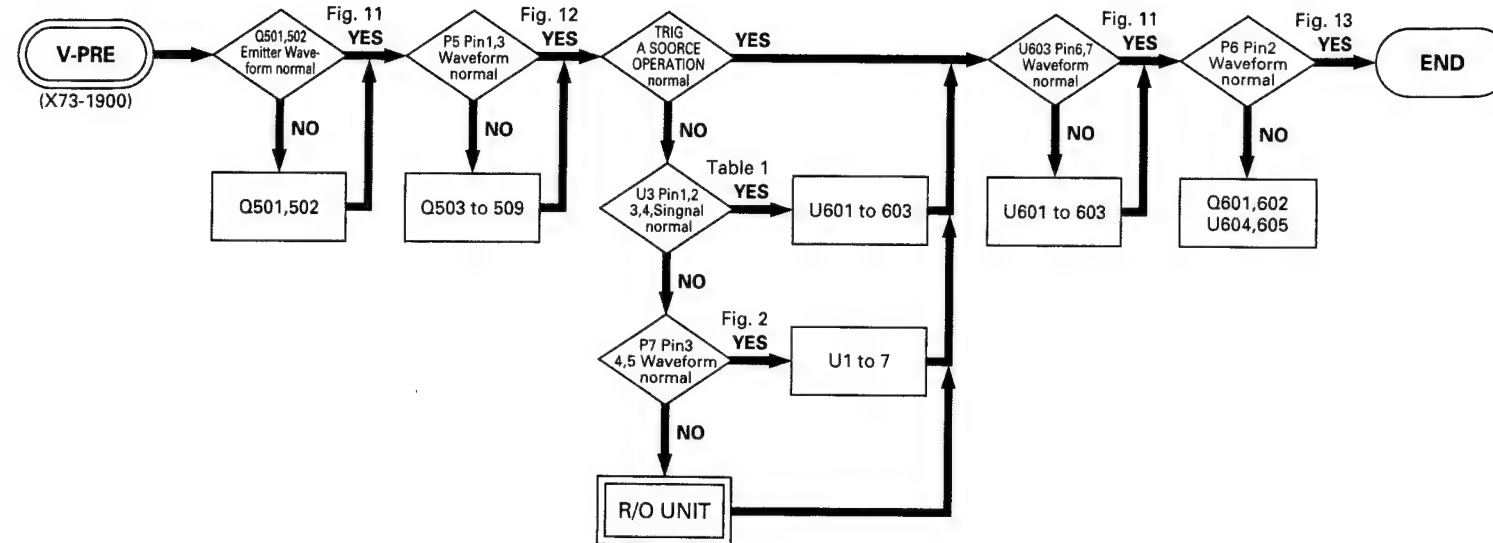 V-PRE
(X73-1900)
Q501,502
Emitter Wave-
form normal
Fig. 11
YES
NO
Q501,502
P5 Pin1,3
Waveform
normal
Fig. 12
YES
NO
Q503 to 509
TRIG
A SOORCE
OPERATION
normal
YES
NO
U3 Pin1,2
3,4,Singnal
normal
Table 1
YES
U601 to 603
NO
P7 Pin3
4,5 Waveform
normal
Fig. 2
YES
U1 to 7
NO
R/O UNIT
U603 Pin6,7
Waveform
normal
Fig. 11
YES
NO
U601 to 603
P6 Pin2
Waveform
normal
Fig. 13
YES
NO
Q601,602
U604,605
END